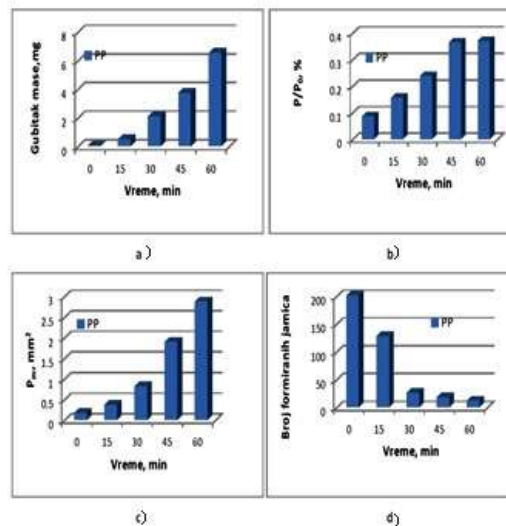 Gubitak mase,mg
8
6
4
2
0
PP
0 15 30 45 60
Vreme, min
a)
P/P₀, %
0.4
0.3
0.2
0.1
0
PP
0 15 30 45 60
Vreme, min
b)
mm²
3
2.5
2
1.5
1
0.5
0
PP
0 15 30 45 60
Vreme, min
c)
Broj formiranih jamica
200
150
100
50
0
PP
0 15 30 45 60
Vreme, min
d)